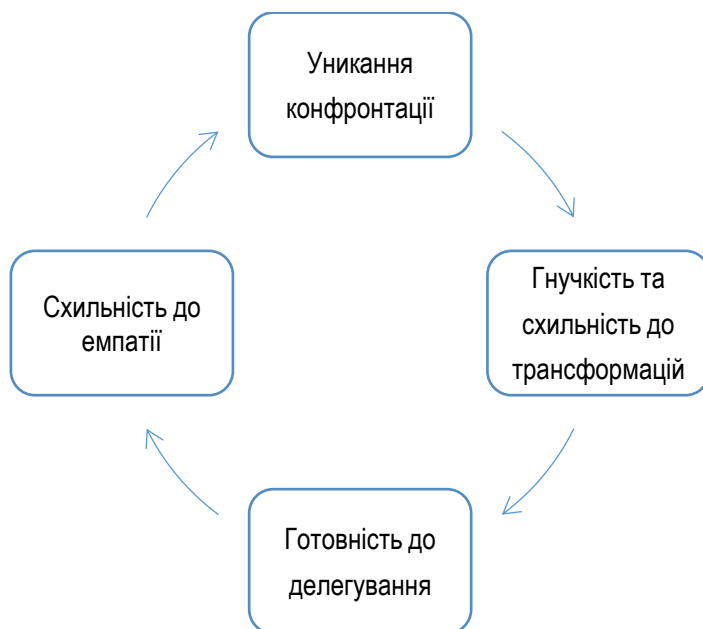 Уникання
конфронтації
Гнучкість та
схильність до
трансформацій
Готовність до
делегування
Схильність до
емпатії